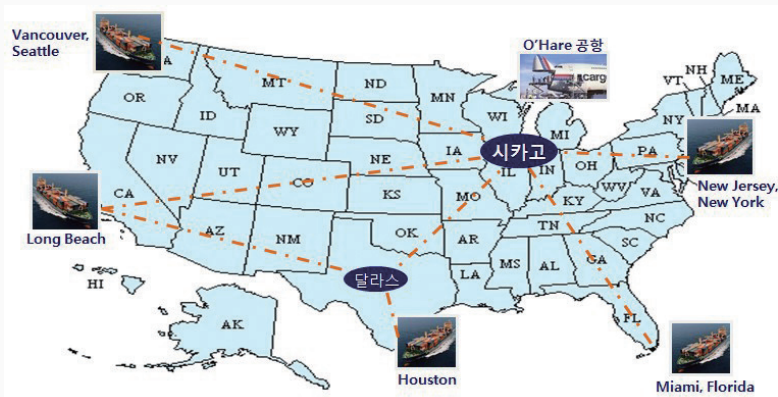 Vancouver,
Seattle
O'Hare 공항
carg
A
MT
ND
MN
WI
MI
VT
NH
ME
MA
NY
OR
ID
WY
SD
IA
NE
시카고
IL
IN
OH
PA
New Jersey,
New York
NV
UT
CO
KS
MO
KY
WV
VA
NC
CA
Long Beach
AZ
NM
OK
AR
TN
SC
MS
AL
GA
LA
달라스
HI
AK
FL
Houston
Miami, Florida